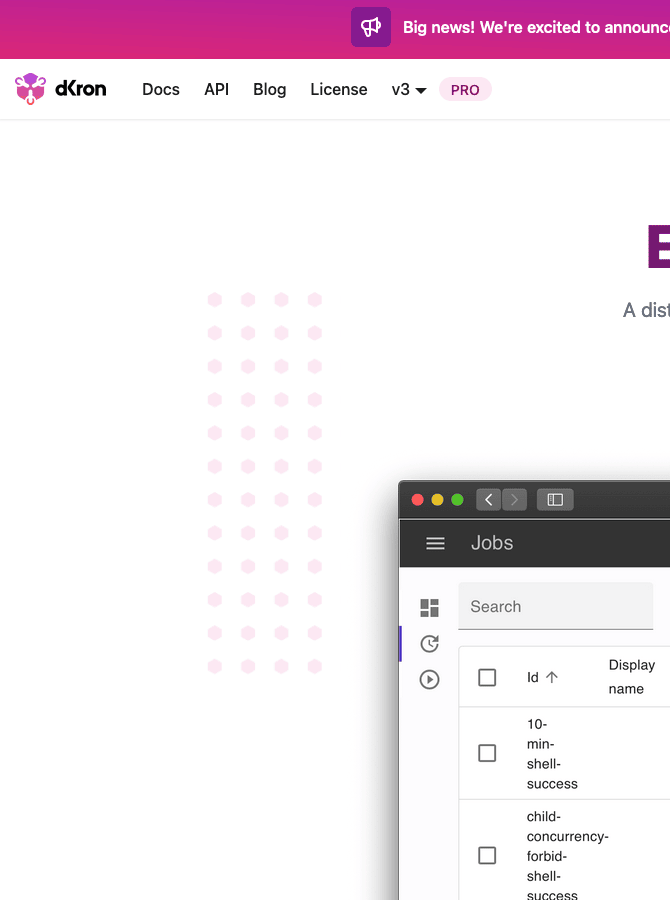 Big news! We're excited to announc
dKron Docs API Blog License v3 PRO
A dist
Jobs
Search
Id Display
name
10-
min-
shell-
success
child-
concurrency-
forbid-
shell-
success